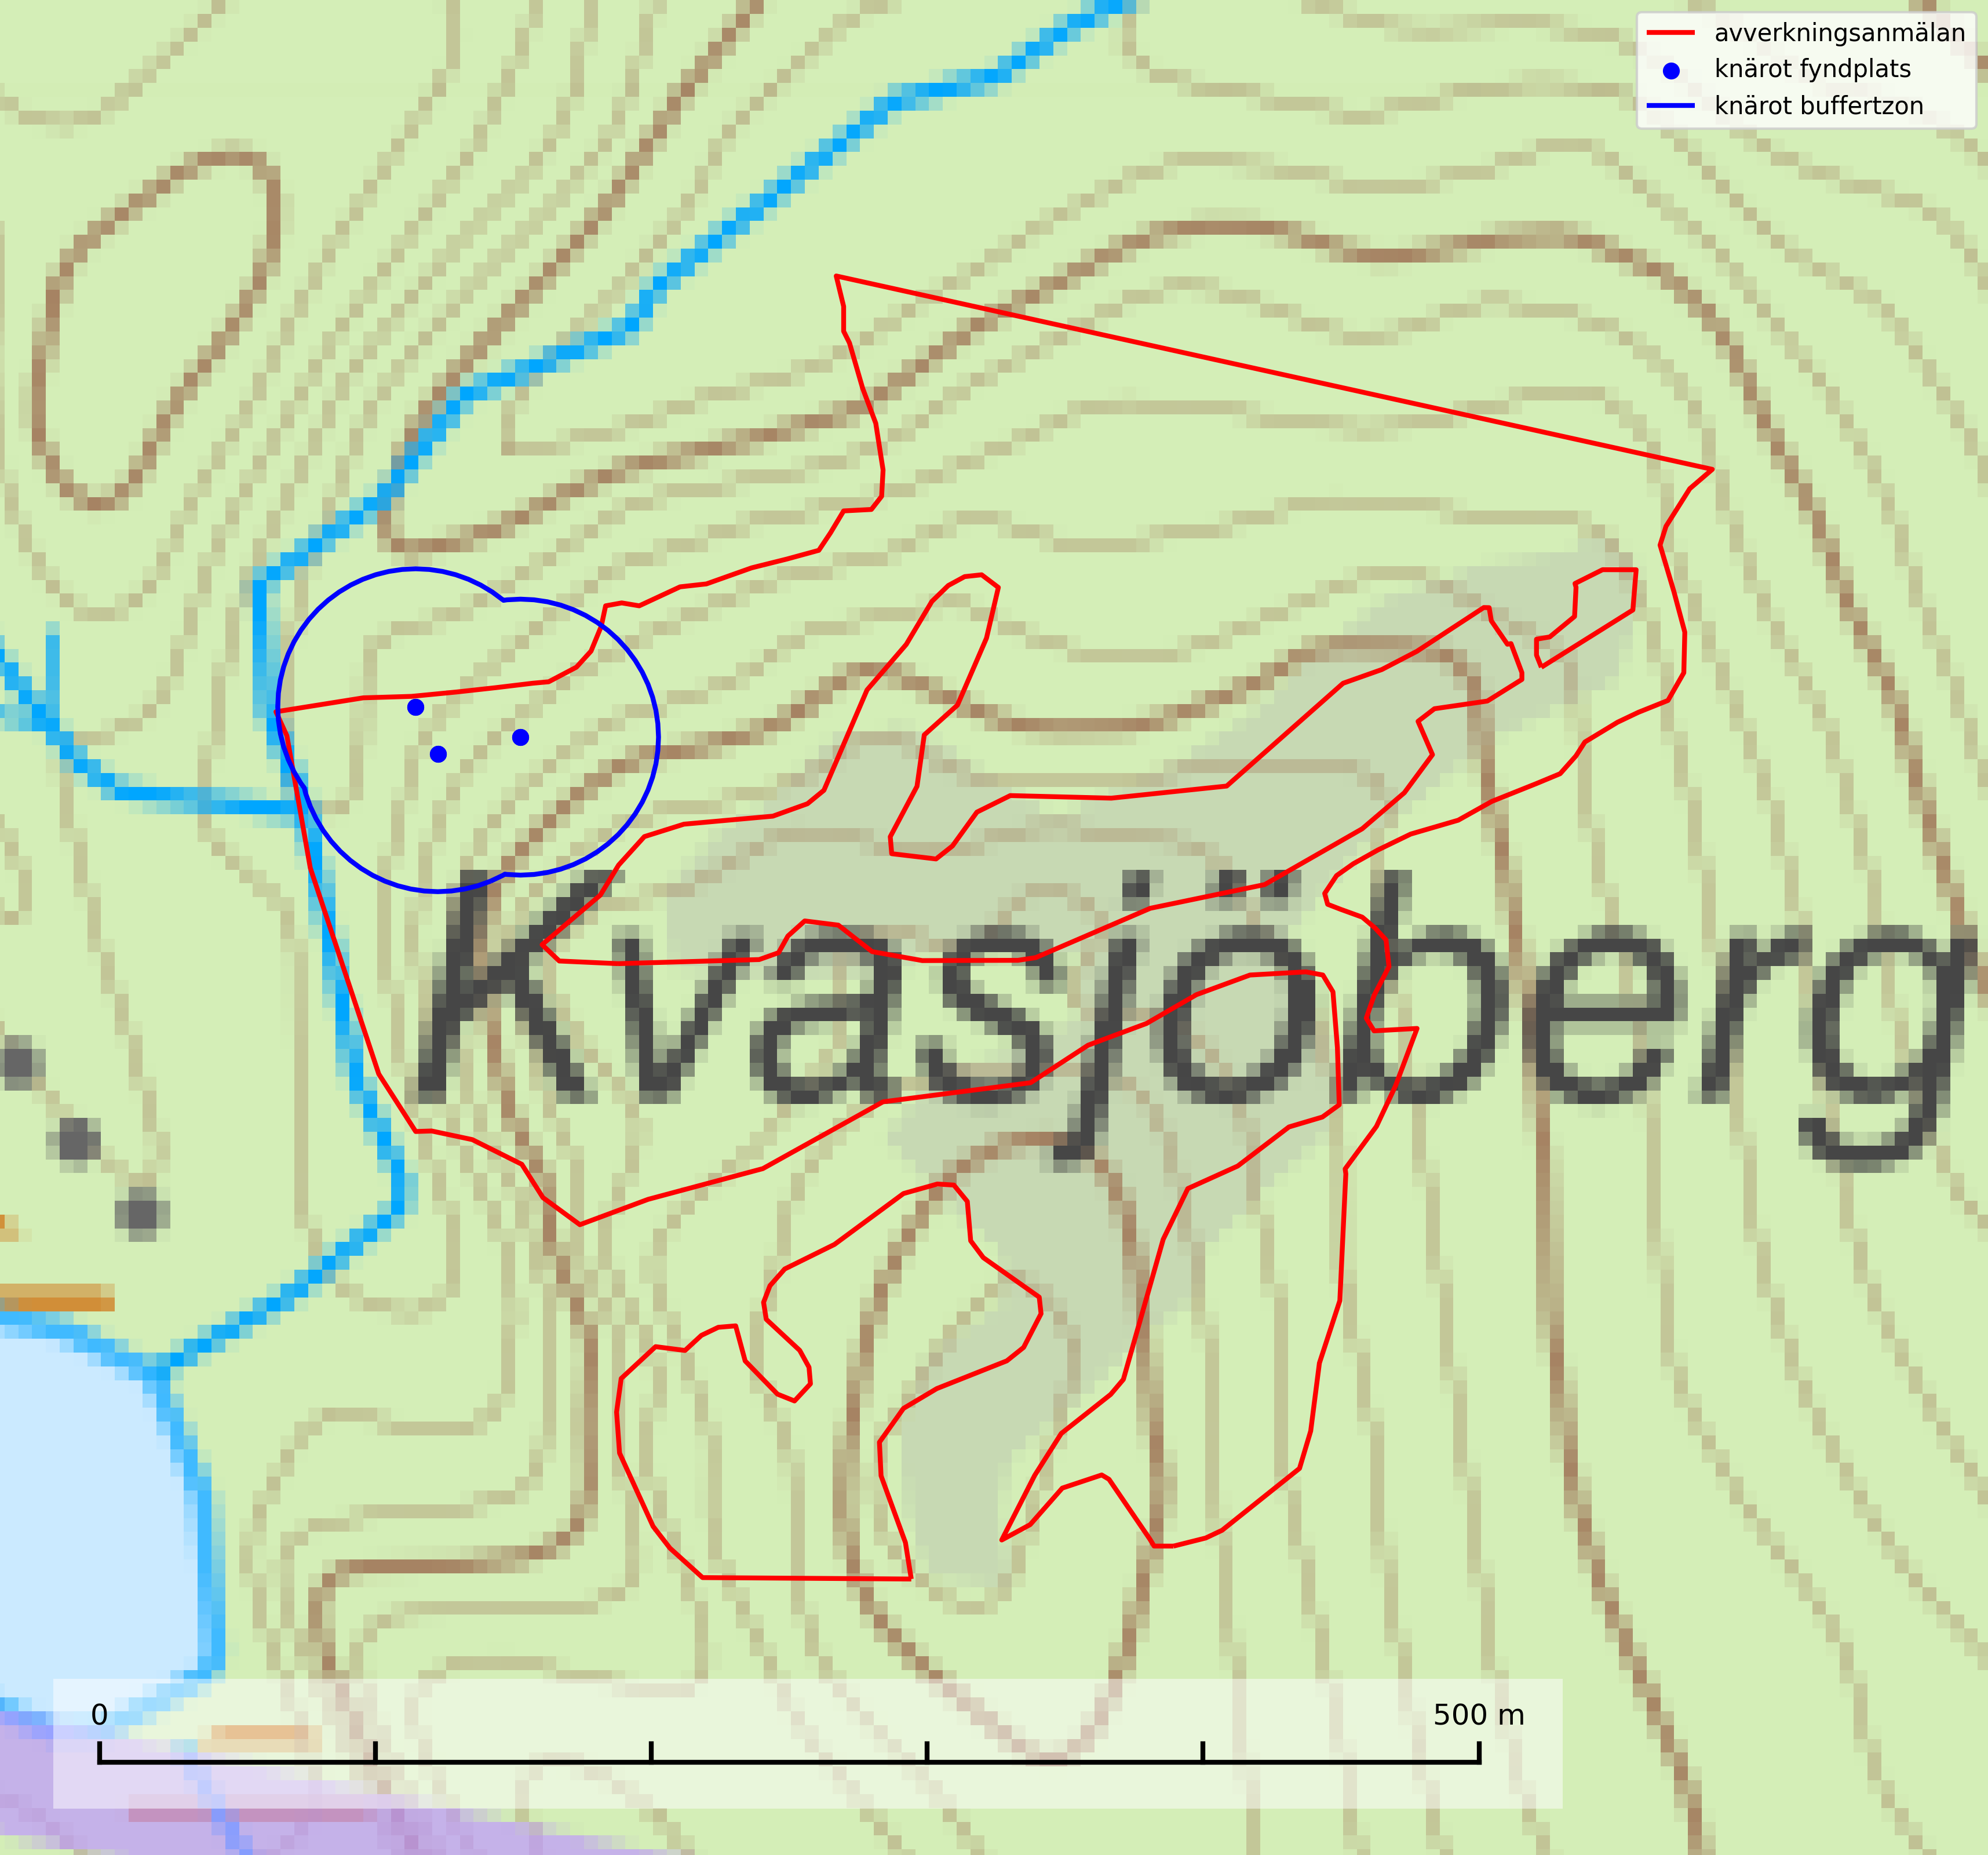 avverkningsanmälan
knärot fyndplats
knärot buffertzon
Kvasjöberg
0 500 m